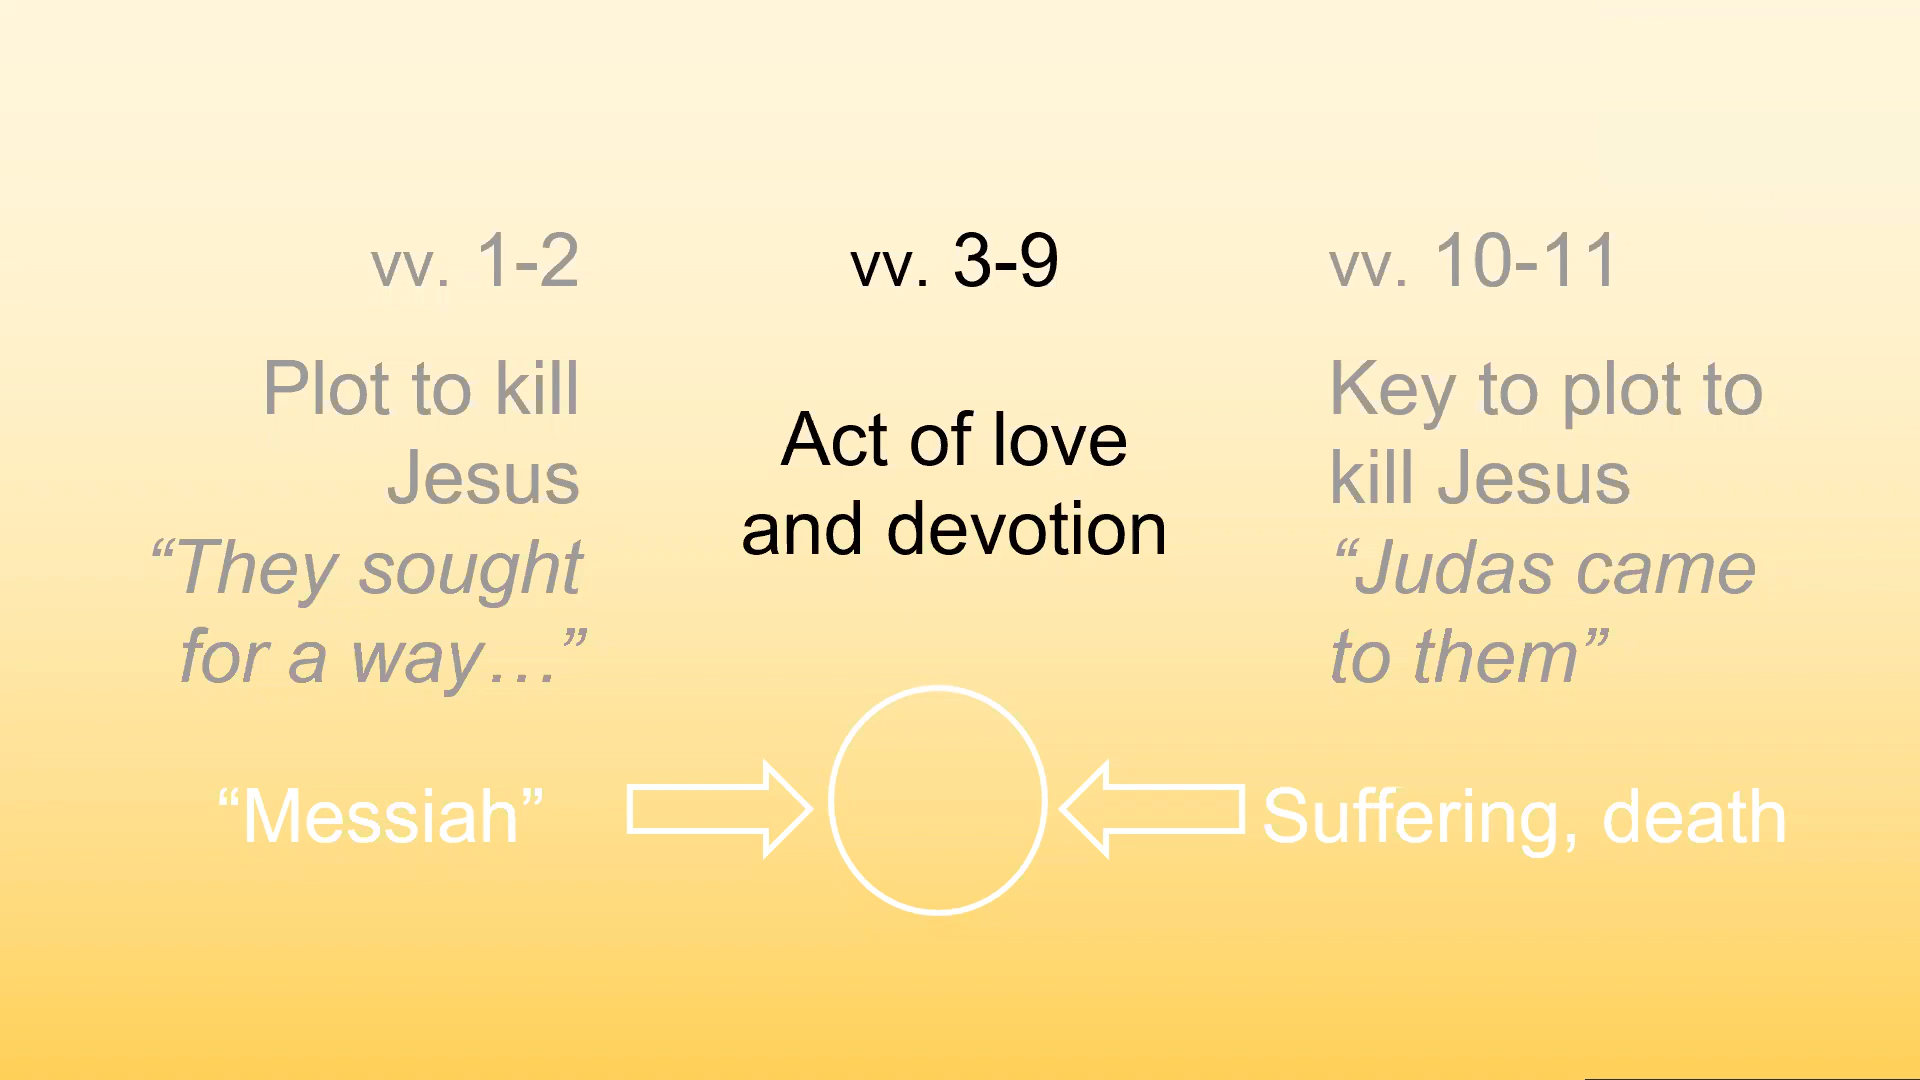 vv. 1-2
Plot to kill
Jesus
“They sought
for a way…”
vv. 3-9
Act of love
and devotion
vv. 10-11
Key to plot to
kill Jesus
“Judas came
to them”
“Messiah”
Suffering, death